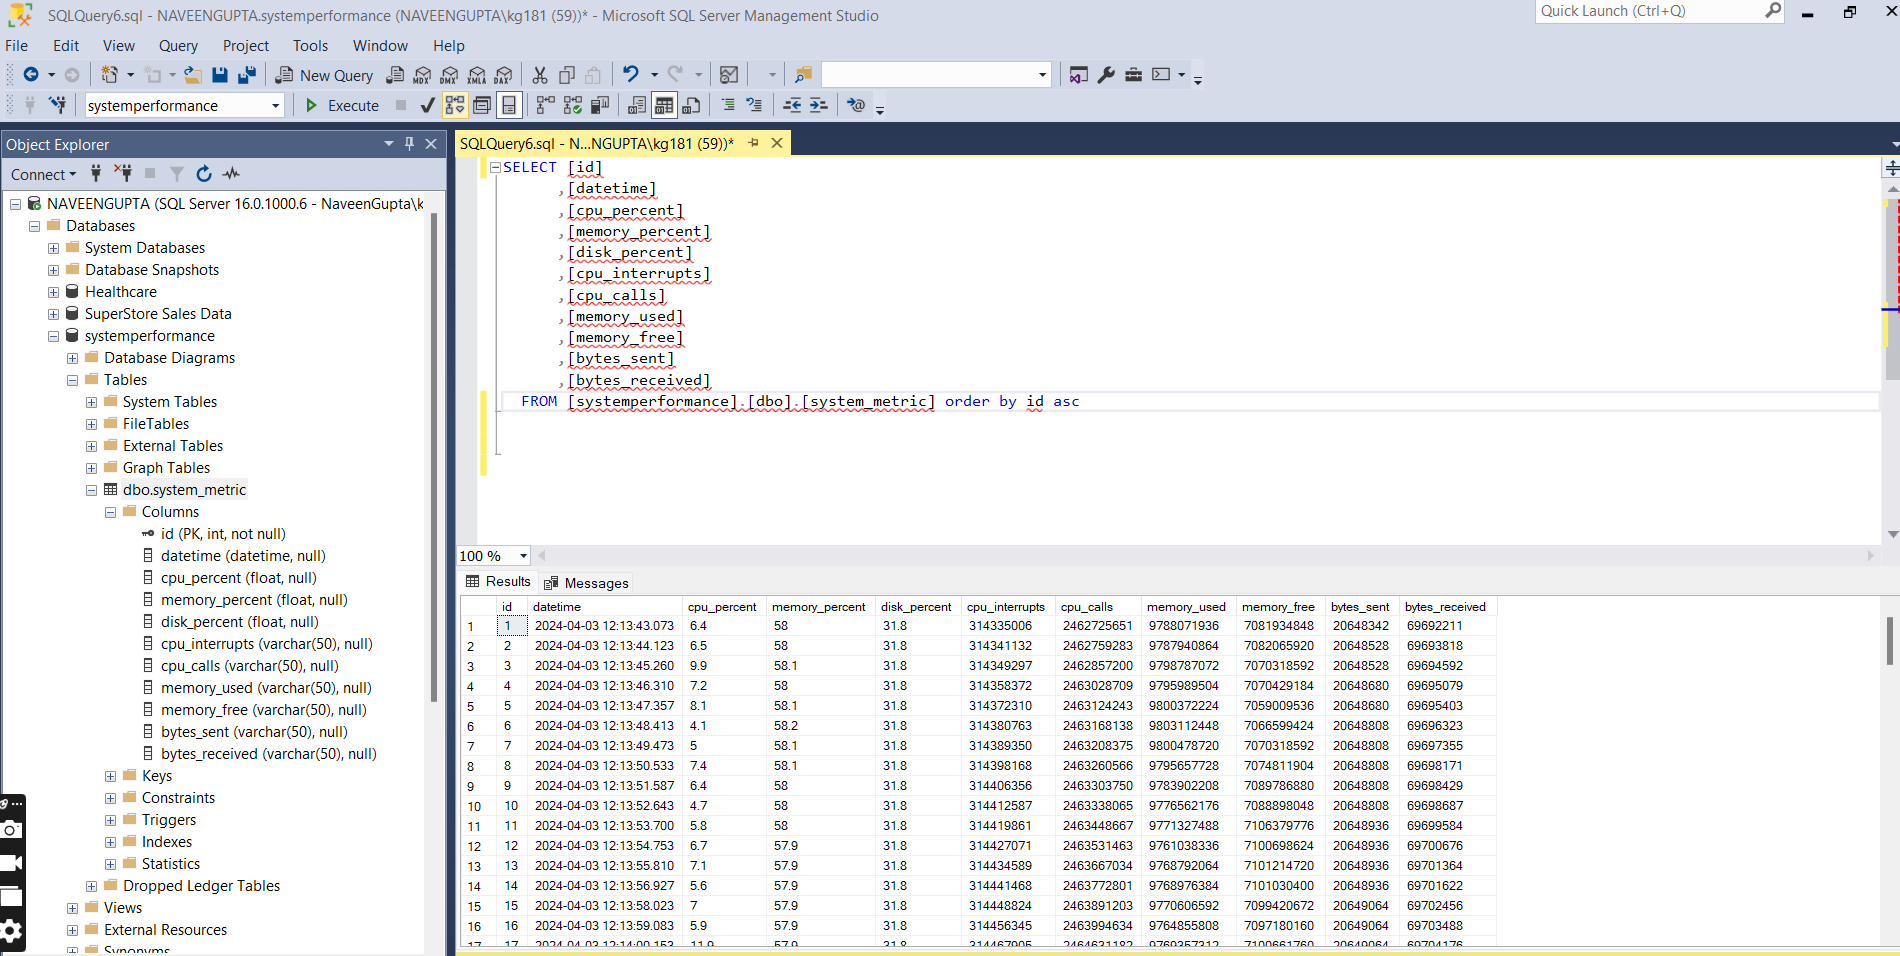 SQLQuery6.sql - NAVEENGUPTA.systemperformance (NAVEENGUPTA\kg181 (59))* - Microsoft SQL Server Management Studio
Quick Launch (Ctrl+Q)
File Edit View Query Project Tools Window Help
New Query MDX DMX XMLA DAX
systemperformance Execute
Object Explorer
Connect
NAVEENGUPTA (SQL Server 16.0.1000.6 - NaveenGupta\k
Databases
System Databases
Database Snapshots
Healthcare
SuperStore Sales Data
systemperformance
Database Diagrams
Tables
System Tables
FileTables
External Tables
Graph Tables
dbo.system_metric
Columns
id (PK, int, not null)
datetime (datetime, null)
cpu_percent (float, null)
memory_percent (float, null)
disk_percent (float, null)
cpu_interrupts (varchar(50), null)
cpu_calls (varchar(50), null)
memory_used (varchar(50), null)
memory_free (varchar(50), null)
bytes_sent (varchar(50), null)
bytes_received (varchar(50), null)
Keys
Constraints
Triggers
Indexes
Statistics
Dropped Ledger Tables
Views
External Resources
Synonyms
SQLQuery6.sql - N...NGUPTA\kg181 (59))*
SELECT [id]
,[datetime]
,[cpu_percent]
,[memory_percent]
,[disk_percent]
,[cpu_interrupts]
,[cpu_calls]
,[memory_used]
,[memory_free]
,[bytes_sent]
,[bytes_received]
FROM [systemperformance].[dbo].[system_metric] order by id asc
100 %
Results Messages
id datetime cpu_percent memory_percent disk_percent cpu_interrupts cpu_calls memory_used memory_free bytes_sent bytes_received
1 1 2024-04-03 12:13:43.073 6.4 58 31.8 314335006 2462725651 9788071936 7081934848 20648342 69692211
2 2 2024-04-03 12:13:44.123 6.5 58 31.8 314341132 2462759283 9787940864 7082065920 20648528 69693818
3 3 2024-04-03 12:13:45.260 9.9 58.1 31.8 314349297 2462857200 9798787072 7070318592 20648528 69694592
4 4 2024-04-03 12:13:46.310 7.2 58 31.8 314358372 2463028709 9795989504 7070429184 20648680 69695079
5 5 2024-04-03 12:13:47.357 8.1 58.1 31.8 314372310 2463124243 9800372224 7059009536 20648680 69695403
6 6 2024-04-03 12:13:48.413 4.1 58.2 31.8 314380763 2463168138 9803112448 7066599424 20648808 69696323
7 7 2024-04-03 12:13:49.473 5 58.1 31.8 314389350 2463208375 9800478720 7070318592 20648808 69697355
8 8 2024-04-03 12:13:50.533 7.4 58.1 31.8 314398168 2463260566 9795657728 7074811904 20648808 69698171
9 9 2024-04-03 12:13:51.587 6.4 58 31.8 314406356 2463303750 9783902208 7089786880 20648808 69698429
10 10 2024-04-03 12:13:52.643 4.7 58 31.8 314412587 2463338065 9776562176 7088898048 20648808 69698687
11 11 2024-04-03 12:13:53.700 5.8 58 31.8 314419861 2463448667 9771327488 7106379776 20648936 69699584
12 12 2024-04-03 12:13:54.753 6.7 57.9 31.8 314427071 2463531463 9761038336 7100698624 20648936 69700676
13 13 2024-04-03 12:13:55.810 7.1 57.9 31.8 314434589 2463667034 9768792064 7101214720 20648936 69701364
14 14 2024-04-03 12:13:56.927 5.6 57.9 31.8 314441468 2463772801 9768976384 7101030400 20648936 69701622
15 15 2024-04-03 12:13:58.023 7 57.9 31.8 314448824 2463891203 9770606592 7099420672 20649064 69702456
16 16 2024-04-03 12:13:59.083 5.9 57.9 31.8 314456345 2463994634 9764855808 7097180160 20649064 69703488
17 17 2024-04-03 12:14:00.153 11.9 57.9 31.8 314467905 2464631182 9769357312 7100661760 20649064 69704176